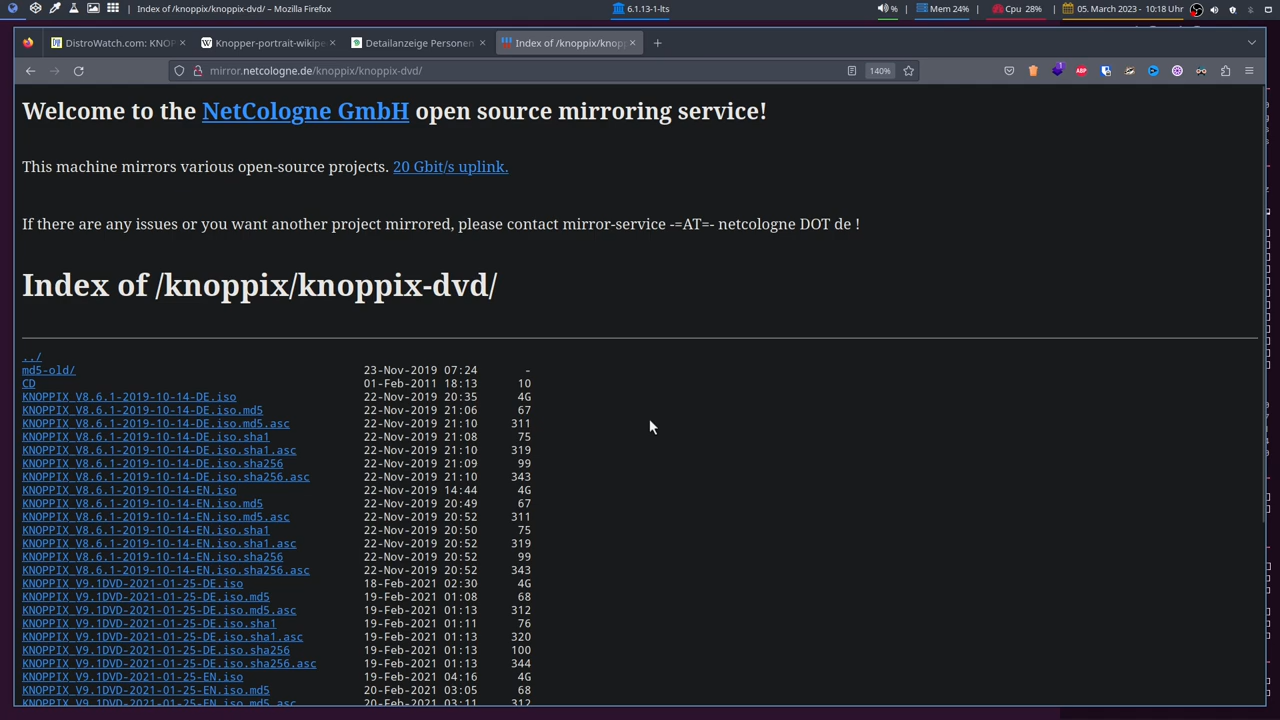 Index of /knoppix/knoppix-dvd/ – Mozilla Firefox
6.1.13-1-lts
%
Mem 24%
Cpu 28%
05. March 2023 - 10:18 Uhr
DistroWatch.com: KNOP
Knopper-portrait-wikipe
Detailanzeige Personen
Index of /knoppix/knopp
mirror.netcologne.de/knoppix/knoppix-dvd/
140%
1
ABP
Welcome to the NetCologne GmbH open source mirroring service!
This machine mirrors various open-source projects. 20 Gbit/s uplink.
If there are any issues or you want another project mirrored, please contact mirror-service -=AT=- netcologne DOT de !
Index of /knoppix/knoppix-dvd/
../
md5-old/ 23-Nov-2019 07:24 -
CD 01-Feb-2011 18:13 10
KNOPPIX_V8.6.1-2019-10-14-DE.iso 22-Nov-2019 20:35 4G
KNOPPIX_V8.6.1-2019-10-14-DE.iso.md5 22-Nov-2019 21:06 67
KNOPPIX_V8.6.1-2019-10-14-DE.iso.md5.asc 22-Nov-2019 21:10 311
KNOPPIX_V8.6.1-2019-10-14-DE.iso.sha1 22-Nov-2019 21:08 75
KNOPPIX_V8.6.1-2019-10-14-DE.iso.sha1.asc 22-Nov-2019 21:10 319
KNOPPIX_V8.6.1-2019-10-14-DE.iso.sha256 22-Nov-2019 21:09 99
KNOPPIX_V8.6.1-2019-10-14-DE.iso.sha256.asc 22-Nov-2019 21:10 343
KNOPPIX_V8.6.1-2019-10-14-EN.iso 22-Nov-2019 14:44 4G
KNOPPIX_V8.6.1-2019-10-14-EN.iso.md5 22-Nov-2019 20:49 67
KNOPPIX_V8.6.1-2019-10-14-EN.iso.md5.asc 22-Nov-2019 20:52 311
KNOPPIX_V8.6.1-2019-10-14-EN.iso.sha1 22-Nov-2019 20:50 75
KNOPPIX_V8.6.1-2019-10-14-EN.iso.sha1.asc 22-Nov-2019 20:52 319
KNOPPIX_V8.6.1-2019-10-14-EN.iso.sha256 22-Nov-2019 20:52 99
KNOPPIX_V8.6.1-2019-10-14-EN.iso.sha256.asc 22-Nov-2019 20:52 343
KNOPPIX_V9.1DVD-2021-01-25-DE.iso 18-Feb-2021 02:30 4G
KNOPPIX_V9.1DVD-2021-01-25-DE.iso.md5 19-Feb-2021 01:08 68
KNOPPIX_V9.1DVD-2021-01-25-DE.iso.md5.asc 19-Feb-2021 01:13 312
KNOPPIX_V9.1DVD-2021-01-25-DE.iso.sha1 19-Feb-2021 01:11 76
KNOPPIX_V9.1DVD-2021-01-25-DE.iso.sha1.asc 19-Feb-2021 01:13 320
KNOPPIX_V9.1DVD-2021-01-25-DE.iso.sha256 19-Feb-2021 01:13 100
KNOPPIX_V9.1DVD-2021-01-25-DE.iso.sha256.asc 19-Feb-2021 01:13 344
KNOPPIX_V9.1DVD-2021-01-25-EN.iso 19-Feb-2021 04:16 4G
KNOPPIX_V9.1DVD-2021-01-25-EN.iso.md5 20-Feb-2021 03:05 68
KNOPPIX_V9.1DVD-2021-01-25-EN.iso.md5.asc 20-Feb-2021 03:11 312